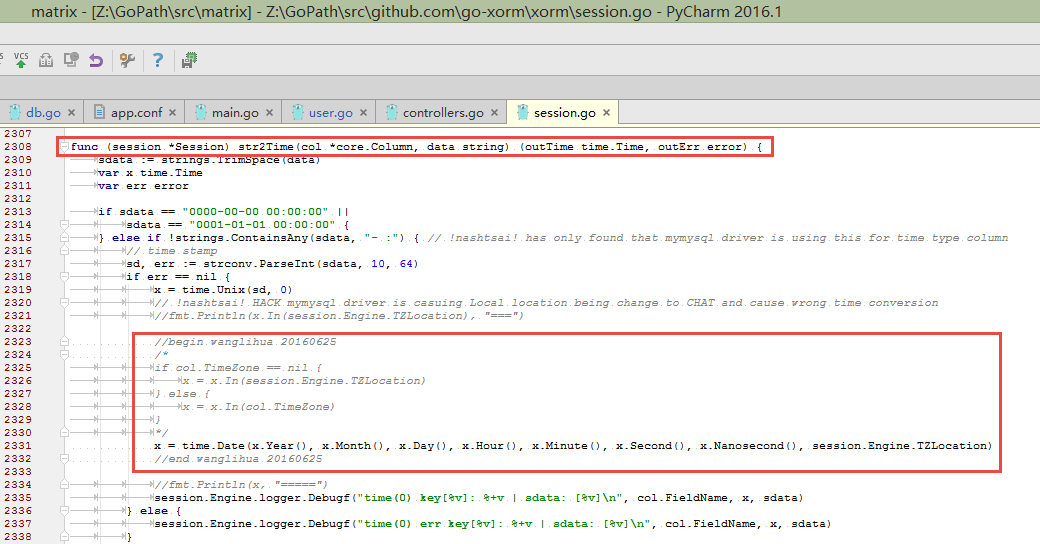 matrix - [Z:\GoPath\src\matrix] - Z:\GoPath\src\github.com\go-xorm\xorm\session.go - PyCharm 2016.1
VCS
db.go × app.conf × main.go × user.go × controllers.go × session.go ×
2307
2308 func (session *Session) str2Time(col *core.Column, data string) (outTime time.Time, outErr error) {
2309 sdata := strings.TrimSpace(data)
2310 var x time.Time
2311 var err error
2312
2313 if sdata == "0000-00-00 00:00:00" ||
2314 sdata == "0001-01-01 00:00:00" {
2315 } else if !strings.ContainsAny(sdata, "- :") { // !nashtsai! has only found that mymysql driver is using this for time type column
2316 // time stamp
2317 sd, err := strconv.ParseInt(sdata, 10, 64)
2318 if err == nil {
2319 x = time.Unix(sd, 0)
2320 // !nashtsai! HACK mymysql driver is casuing Local location being change to CHAT and cause wrong time conversion
2321 //fmt.Println(x.In(session.Engine.TZLocation), "===")
2322
2323 //begin wanglihua 20160625
2324 /*
2325 if col.TimeZone == nil {
2326 x = x.In(session.Engine.TZLocation)
2327 } else {
2328 x = x.In(col.TimeZone)
2329 }
2330 */
2331 x = time.Date(x.Year(), x.Month(), x.Day(), x.Hour(), x.Minute(), x.Second(), x.Nanosecond(), session.Engine.TZLocation)
2332 //end wanglihua 20160625
2333
2334 //fmt.Println(x, "=====")
2335 session.Engine.logger.Debugf("time(0) key[%v]: %+v | sdata: [%v]\n", col.FieldName, x, sdata)
2336 } else {
2337 session.Engine.logger.Debugf("time(0) err key[%v]: %+v | sdata: [%v]\n", col.FieldName, x, sdata)
2338 }